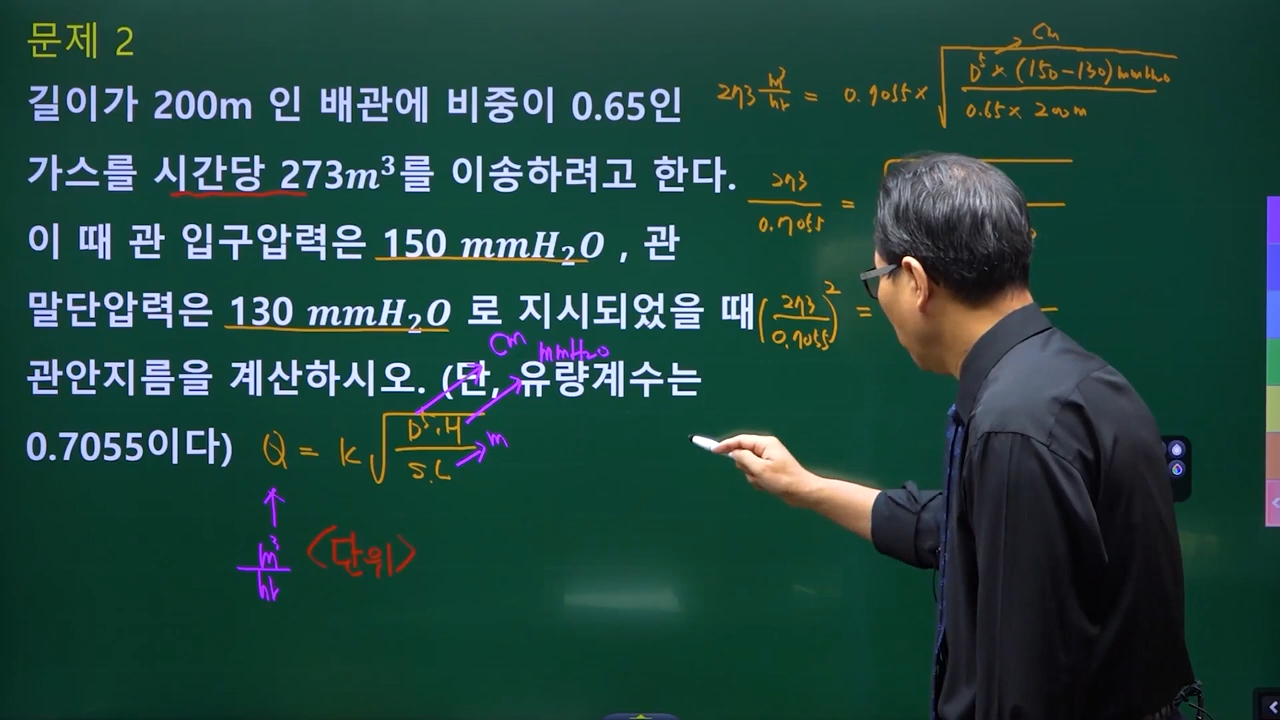 문제 2
길이가 200m 인 배관에 비중이 0.65인
가스를 시간당 273m³를 이송하려고 한다.
이 때 관 입구압력은 150 mmH₂O , 관
말단압력은 130 mmH₂O 로 지시되었을 때
관안지름을 계산하시오. (단, 유량계수는
0.7055이다)
cm
mmH₂O
Q = K√(D⁵·H / S.L)
m
m³/hr
<단위>
cm
273 m³/hr = 0.7055 × √(D⁵ × (150-130)mmH₂O / 0.65 × 200m)
273/0.7055 =
(273/0.7055)² =